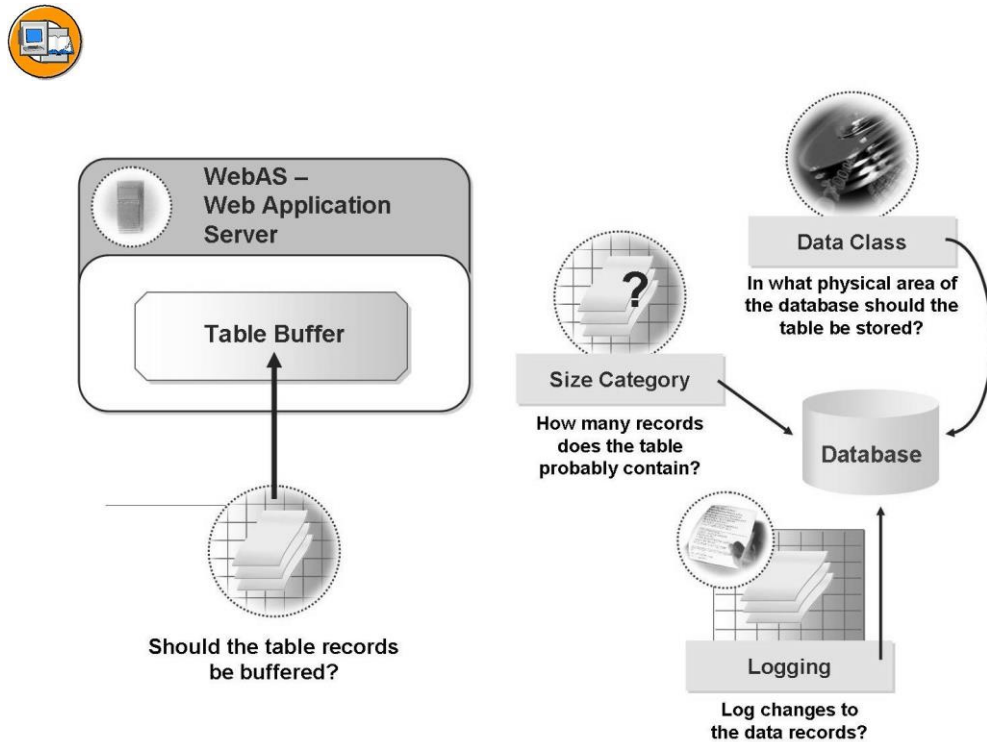 WebAS –
Web Application
Server
Table Buffer
Should the table records
be buffered?
Data Class
In what physical area of
the database should the
table be stored?
?
Size Category
How many records
does the table
probably contain?
Database
Logging
Log changes to
the data records?